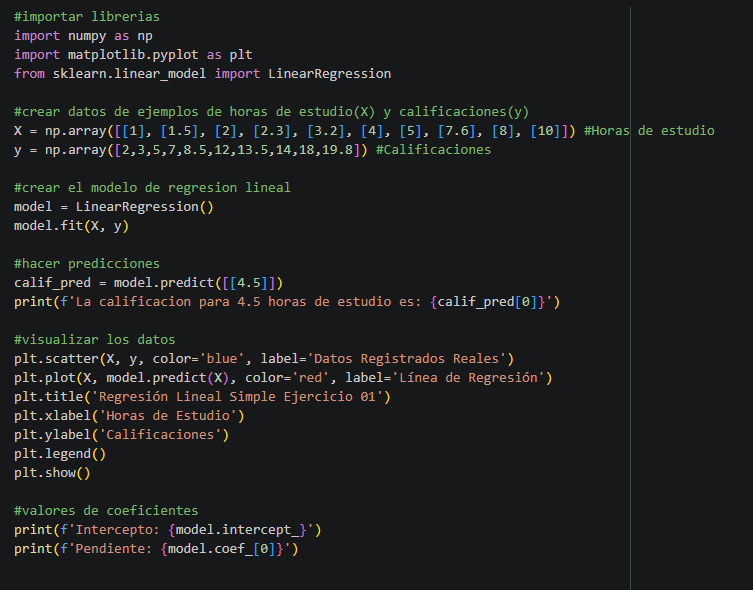 #importar librerias
import numpy as np
import matplotlib.pyplot as plt
from sklearn.linear_model import LinearRegression
#crear datos de ejemplos de horas de estudio(X) y calificaciones(y)
X = np.array([[1], [1.5], [2], [2.3], [3.2], [4], [5], [7.6], [8], [10]]) #Horas de estudio
y = np.array([2,3,5,7,8.5,12,13.5,14,18,19.8]) #Calificaciones
#crear el modelo de regresion lineal
model = LinearRegression()
model.fit(X, y)
#hacer predicciones
calif_pred = model.predict([[4.5]])
print(f'La calificacion para 4.5 horas de estudio es: {calif_pred[0]}')
#visualizar los datos
plt.scatter(X, y, color='blue', label='Datos Registrados Reales')
plt.plot(X, model.predict(X), color='red', label='Línea de Regresión')
plt.title('Regresión Lineal Simple Ejercicio 01')
plt.xlabel('Horas de Estudio')
plt.ylabel('Calificaciones')
plt.legend()
plt.show()
#valores de coeficientes
print(f'Intercepto: {model.intercept_}')
print(f'Pendiente: {model.coef_[0]}')